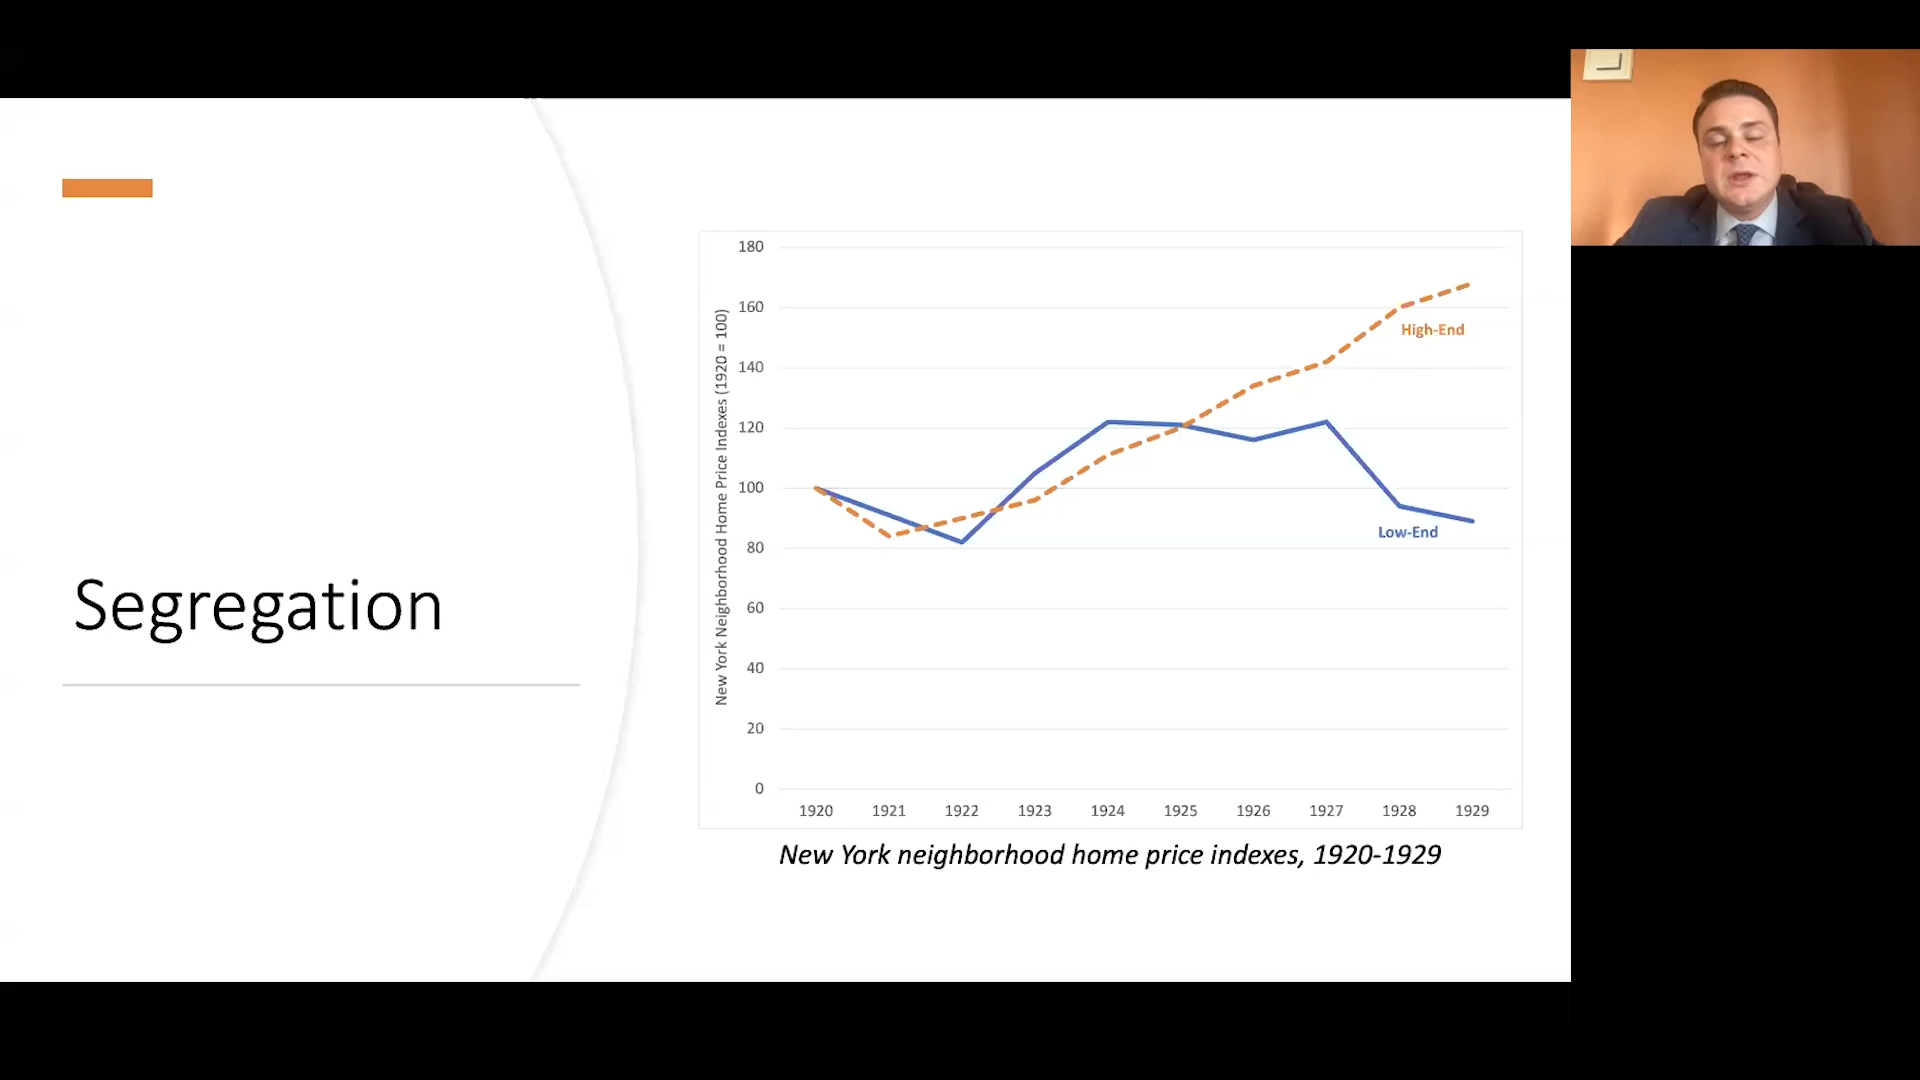 Segregation
New York Neighborhood Home Price Indexes (1920 = 100)
180
160
140
120
100
80
60
40
20
0
High-End
Low-End
1920 1921 1922 1923 1924 1925 1926 1927 1928 1929
New York neighborhood home price indexes, 1920-1929